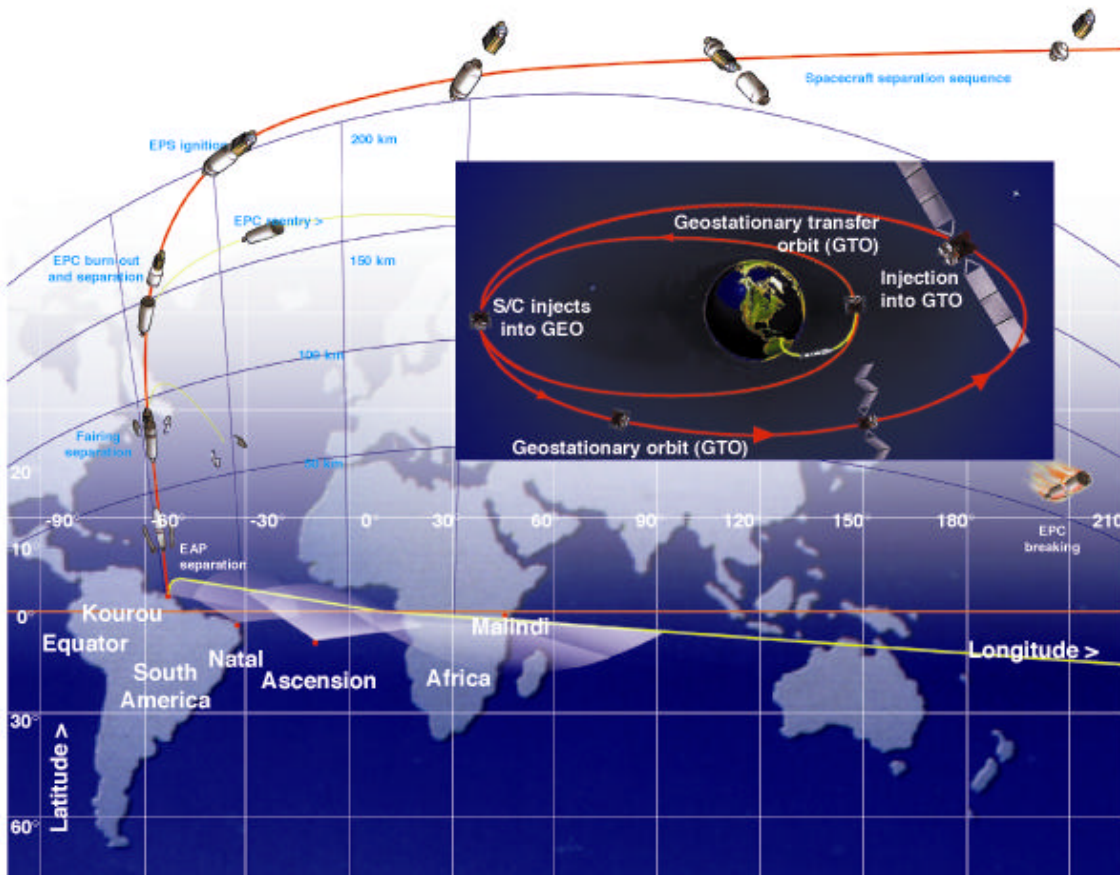 Spacecraft separation sequence
EPS ignition
200 km
EPC reentry >
EPC burn out
and separation
150 km
Geostationary transfer
orbit (GTO)
S/C injects
into GEO
Injection
into GTO
100 km
Fairing
separation
Geostationary orbit (GTO)
50 km
20°
-90°
-60°
-30°
0°
30°
60°
90°
120°
150°
180°
210
10°
EAP
separation
EPC
breaking
0°
Kourou
Equator
Malindi
Natal
Longitude >
South
America
Ascension
Africa
30°
Latitude >
60°